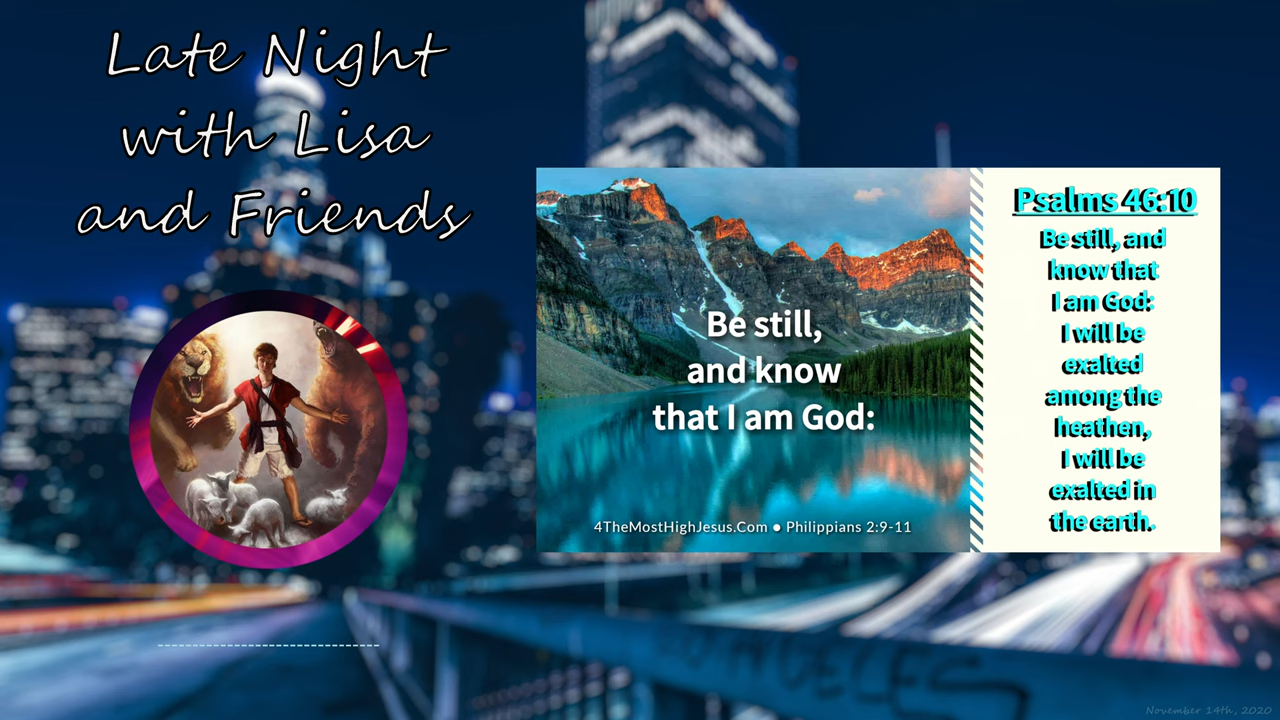 Late Night
with Lisa
and Friends
Be still,
and know
that I am God:
4TheMostHighJesus.Com ● Philippians 2:9-11
Psalms 46:10
Be still, and
know that
I am God:
I will be
exalted
among the
heathen,
I will be
exalted in
the earth.
November 14th, 2020